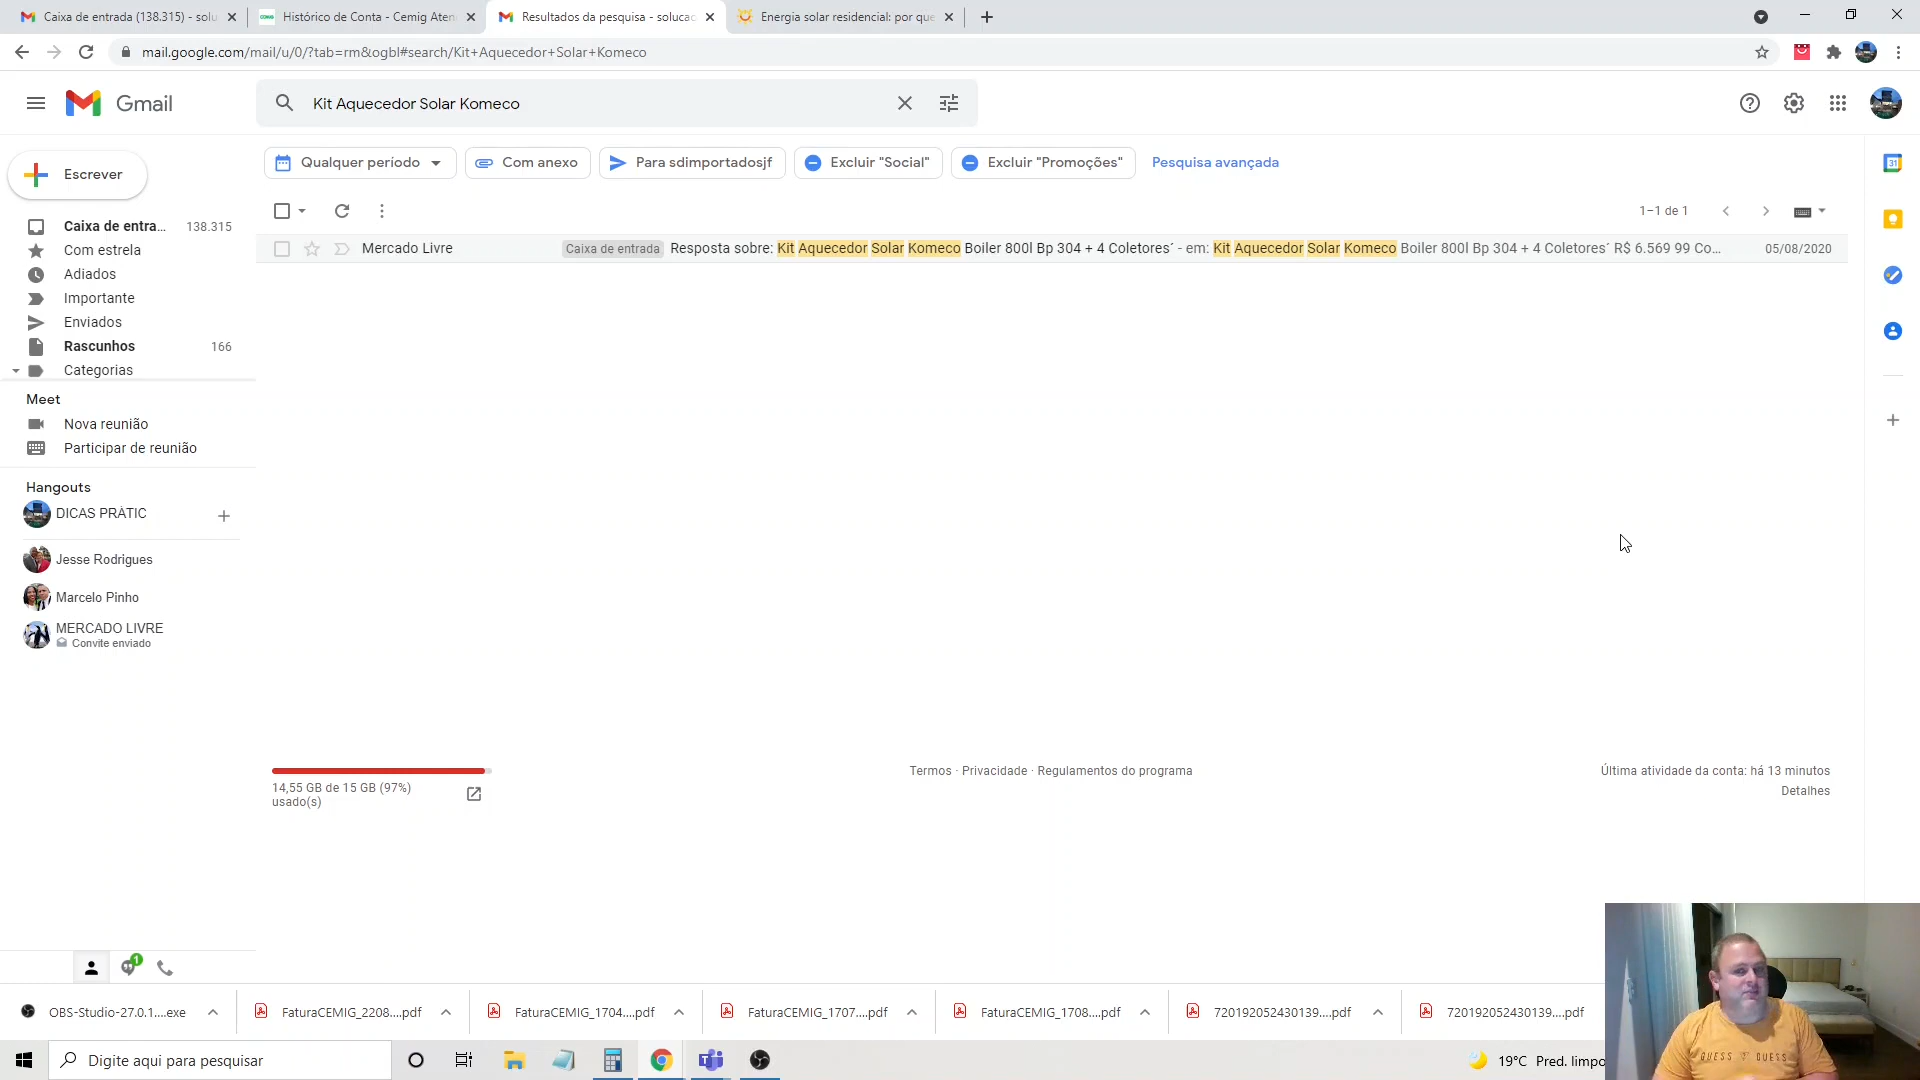 Caixa de entrada (138.315) - solu
Histórico de Conta - Cemig Aten
Resultados da pesquisa - solucac
Energia solar residencial: por que
mail.google.com/mail/u/0/?tab=rm&ogbl#search/Kit+Aquecedor+Solar+Komeco
Gmail
Kit Aquecedor Solar Komeco
Escrever
Qualquer período
Com anexo
Para sdimportadosjf
Excluir "Social"
Excluir "Promoções"
Pesquisa avançada
1–1 de 1
Caixa de entra... 138.315
Com estrela
Adiados
Importante
Enviados
Rascunhos 166
Categorias
Mercado Livre Caixa de entrada Resposta sobre: Kit Aquecedor Solar Komeco Boiler 800l Bp 304 + 4 Coletores´ - em: Kit Aquecedor Solar Komeco Boiler 800l Bp 304 + 4 Coletores´ R$ 6.569 99 Co... 05/08/2020
31
Meet
Nova reunião
Participar de reunião
Hangouts
DICAS PRÁTIC
Jesse Rodrigues
Marcelo Pinho
MERCADO LIVRE
Convite enviado
14,55 GB de 15 GB (97%)
usado(s)
Termos · Privacidade · Regulamentos do programa
Última atividade da conta: há 13 minutos
Detalhes
1
OBS-Studio-27.0.1....exe
FaturaCEMIG_2208....pdf
FaturaCEMIG_1704....pdf
FaturaCEMIG_1707....pdf
FaturaCEMIG_1708....pdf
720192052430139....pdf
720192052430139....pdf
Digite aqui para pesquisar
19°C Pred. limpo
GUESS ? GUESS